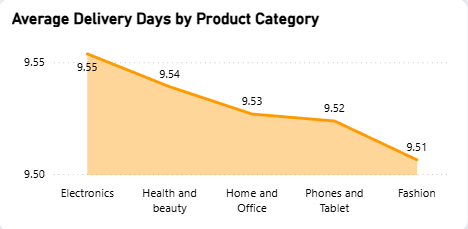 Average Delivery Days by Product Category
9.55
9.55
9.54
9.53
9.52
9.51
9.50
Electronics
Health and
beauty
Home and
Office
Phones and
Tablet
Fashion